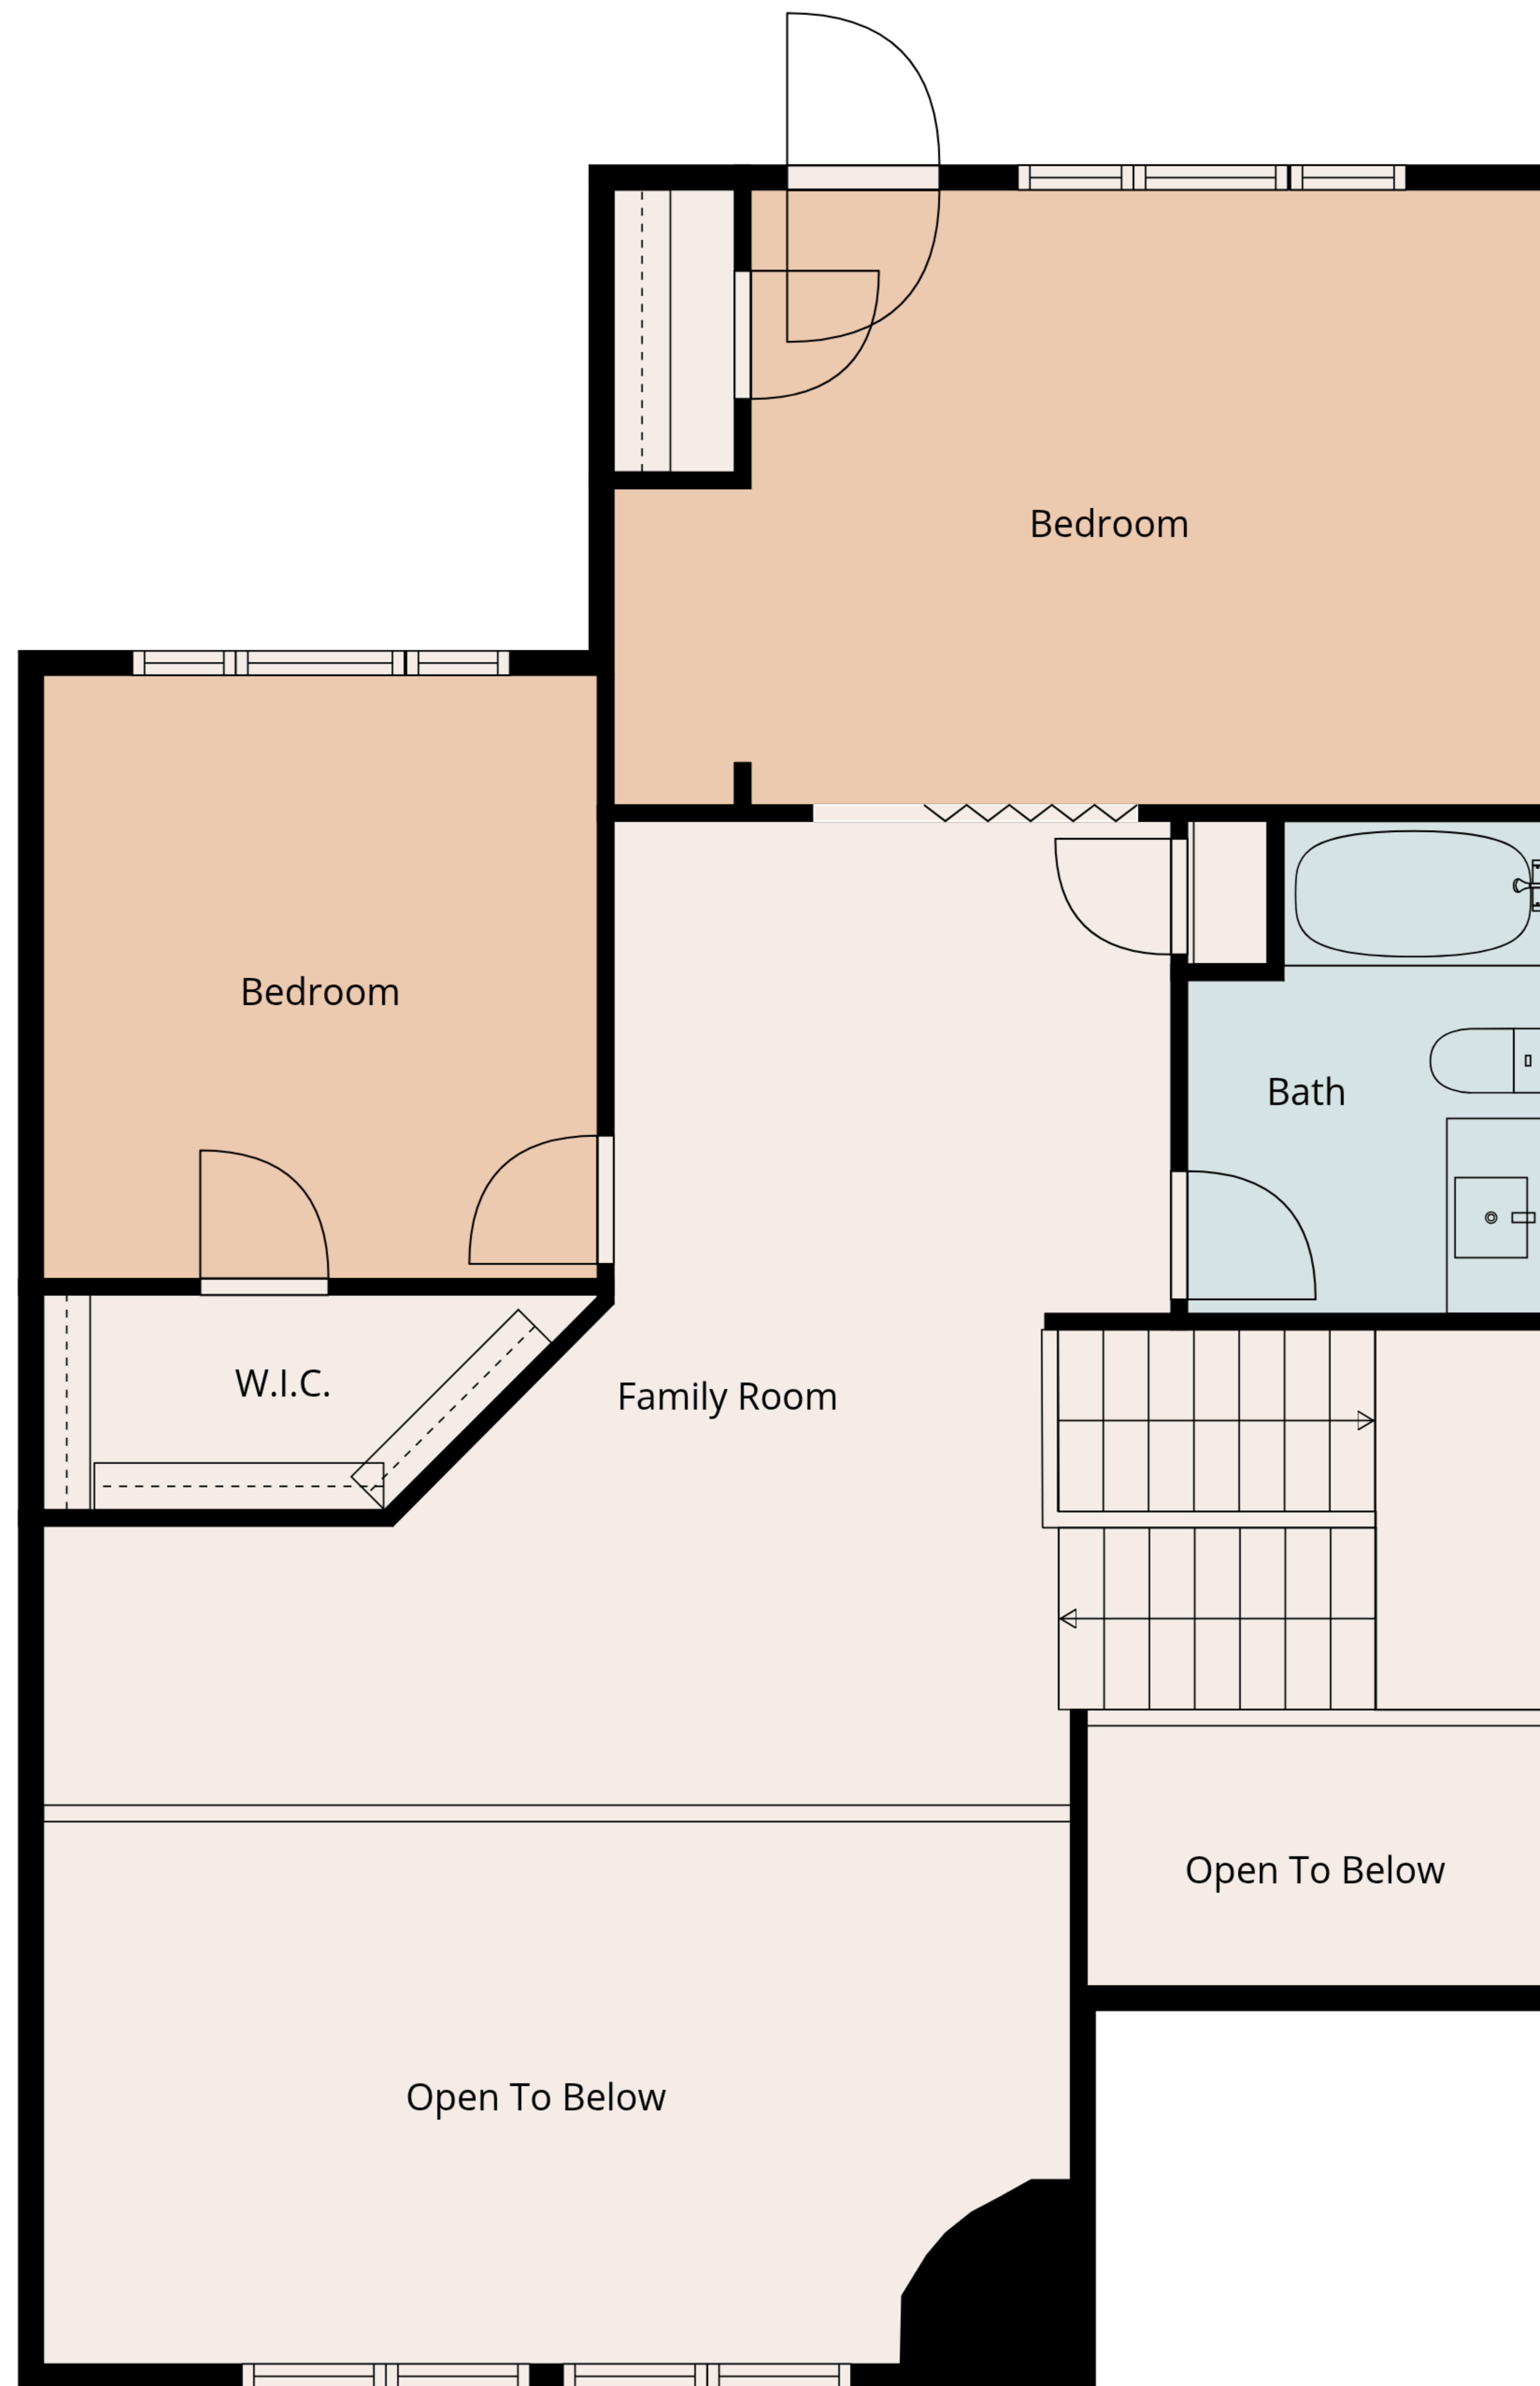 Bedroom
Bedroom
Bath
W.I.C.
Family Room
Open To Below
Open To Below